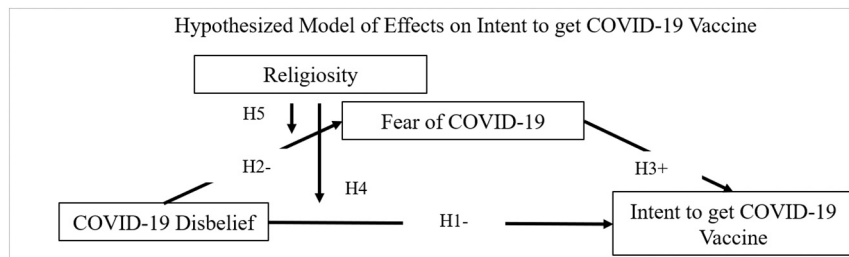 Hypothesized Model of Effects on Intent to get COVID-19 Vaccine
Religiosity
H5
Fear of COVID-19
H2-
H3+
H4
COVID-19 Disbelief
H1-
Intent to get COVID-19
Vaccine